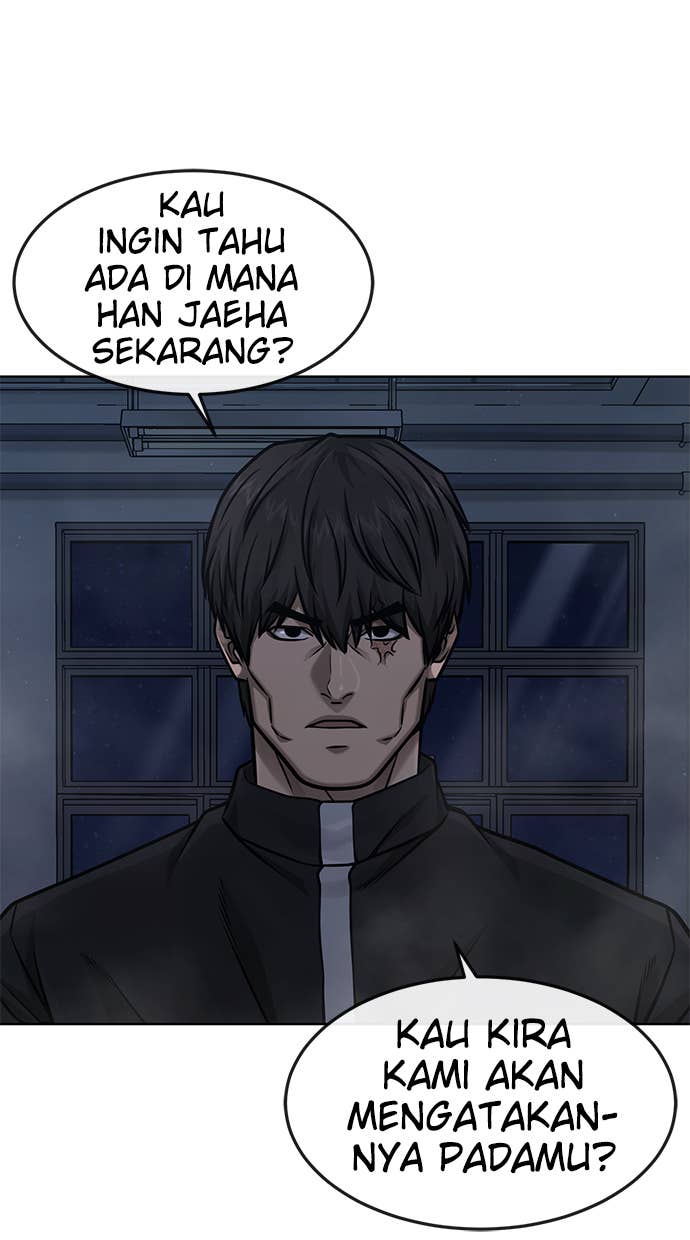 KAU
INGIN TAHU
ADA DI MANA
HAN JAEHA
SEKARANG?
KAU KIRA
KAMI AKAN
MENGATAKAN-
NYA PADAMU?